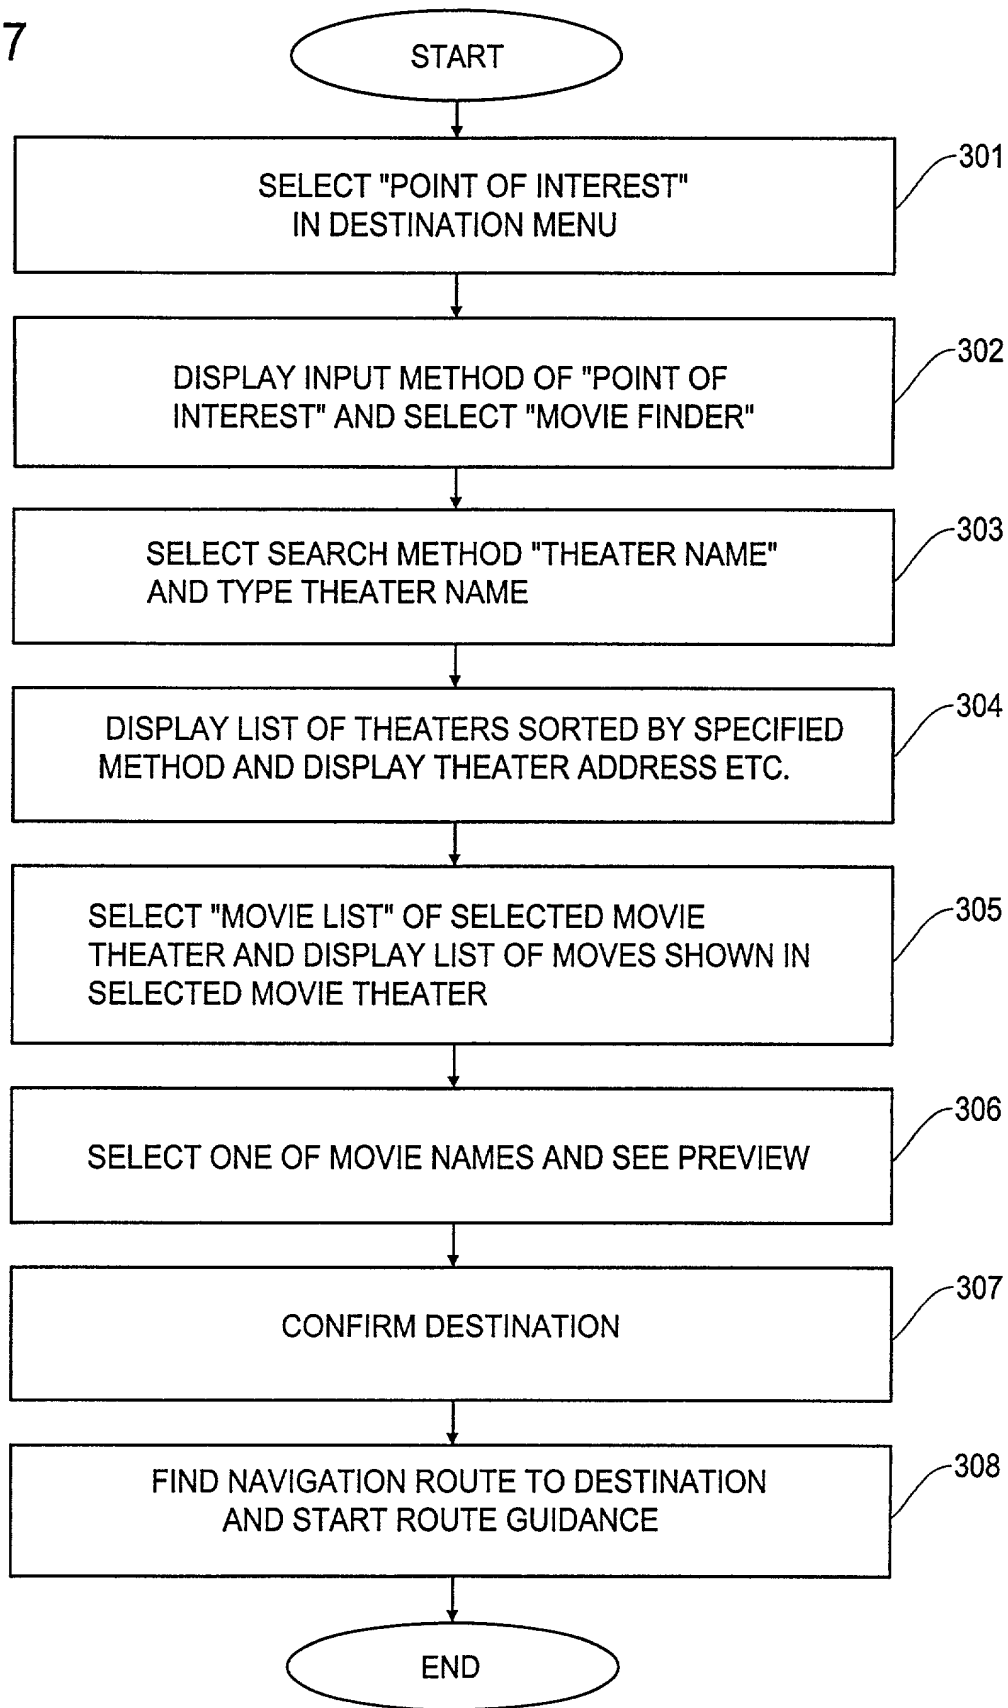 7
START
SELECT "POINT OF INTEREST"
IN DESTINATION MENU
301
DISPLAY INPUT METHOD OF "POINT OF
INTEREST" AND SELECT "MOVIE FINDER"
302
SELECT SEARCH METHOD "THEATER NAME"
AND TYPE THEATER NAME
303
DISPLAY LIST OF THEATERS SORTED BY SPECIFIED
METHOD AND DISPLAY THEATER ADDRESS ETC.
304
SELECT "MOVIE LIST" OF SELECTED MOVIE
THEATER AND DISPLAY LIST OF MOVES SHOWN IN
SELECTED MOVIE THEATER
305
SELECT ONE OF MOVIE NAMES AND SEE PREVIEW
306
CONFIRM DESTINATION
307
FIND NAVIGATION ROUTE TO DESTINATION
AND START ROUTE GUIDANCE
308
END